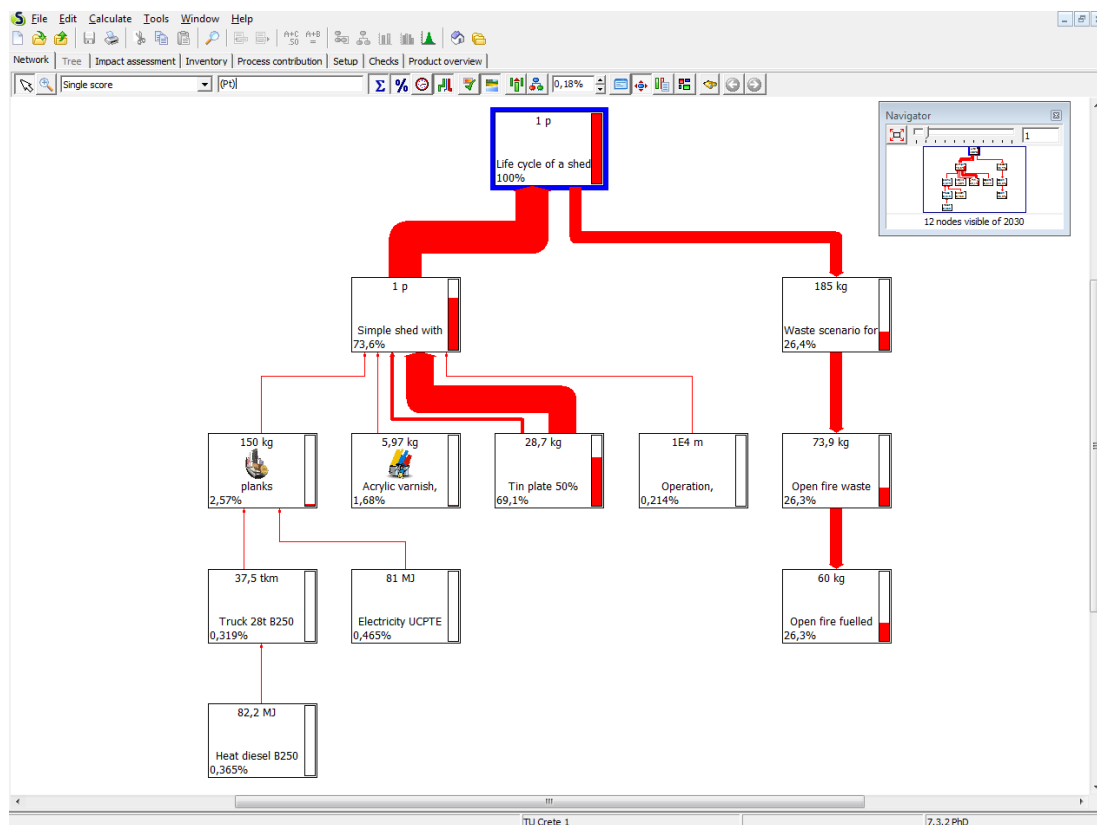 File Edit Calculate Tools Window Help
A+C .50 A+B =
Network Tree Impact assessment Inventory Process contribution Setup Checks Product overview
Single score (Pt) Σ % 0,18%
Navigator
1
12 nodes visible of 2030
1 p
Life cycle of a shed
100%
1 p
Simple shed with
73,6%
185 kg
Waste scenario for
26,4%
150 kg
planks
2,57%
5,97 kg
Acrylic varnish,
1,68%
28,7 kg
Tin plate 50%
69,1%
1E4 m
Operation,
0,214%
73,9 kg
Open fire waste
26,3%
37,5 tkm
Truck 28t B250
0,319%
81 MJ
Electricity UCPTE
0,465%
60 kg
Open fire fuelled
26,3%
82,2 MJ
Heat diesel B250
0,365%
TU Crete 1 7.3.2 PhD